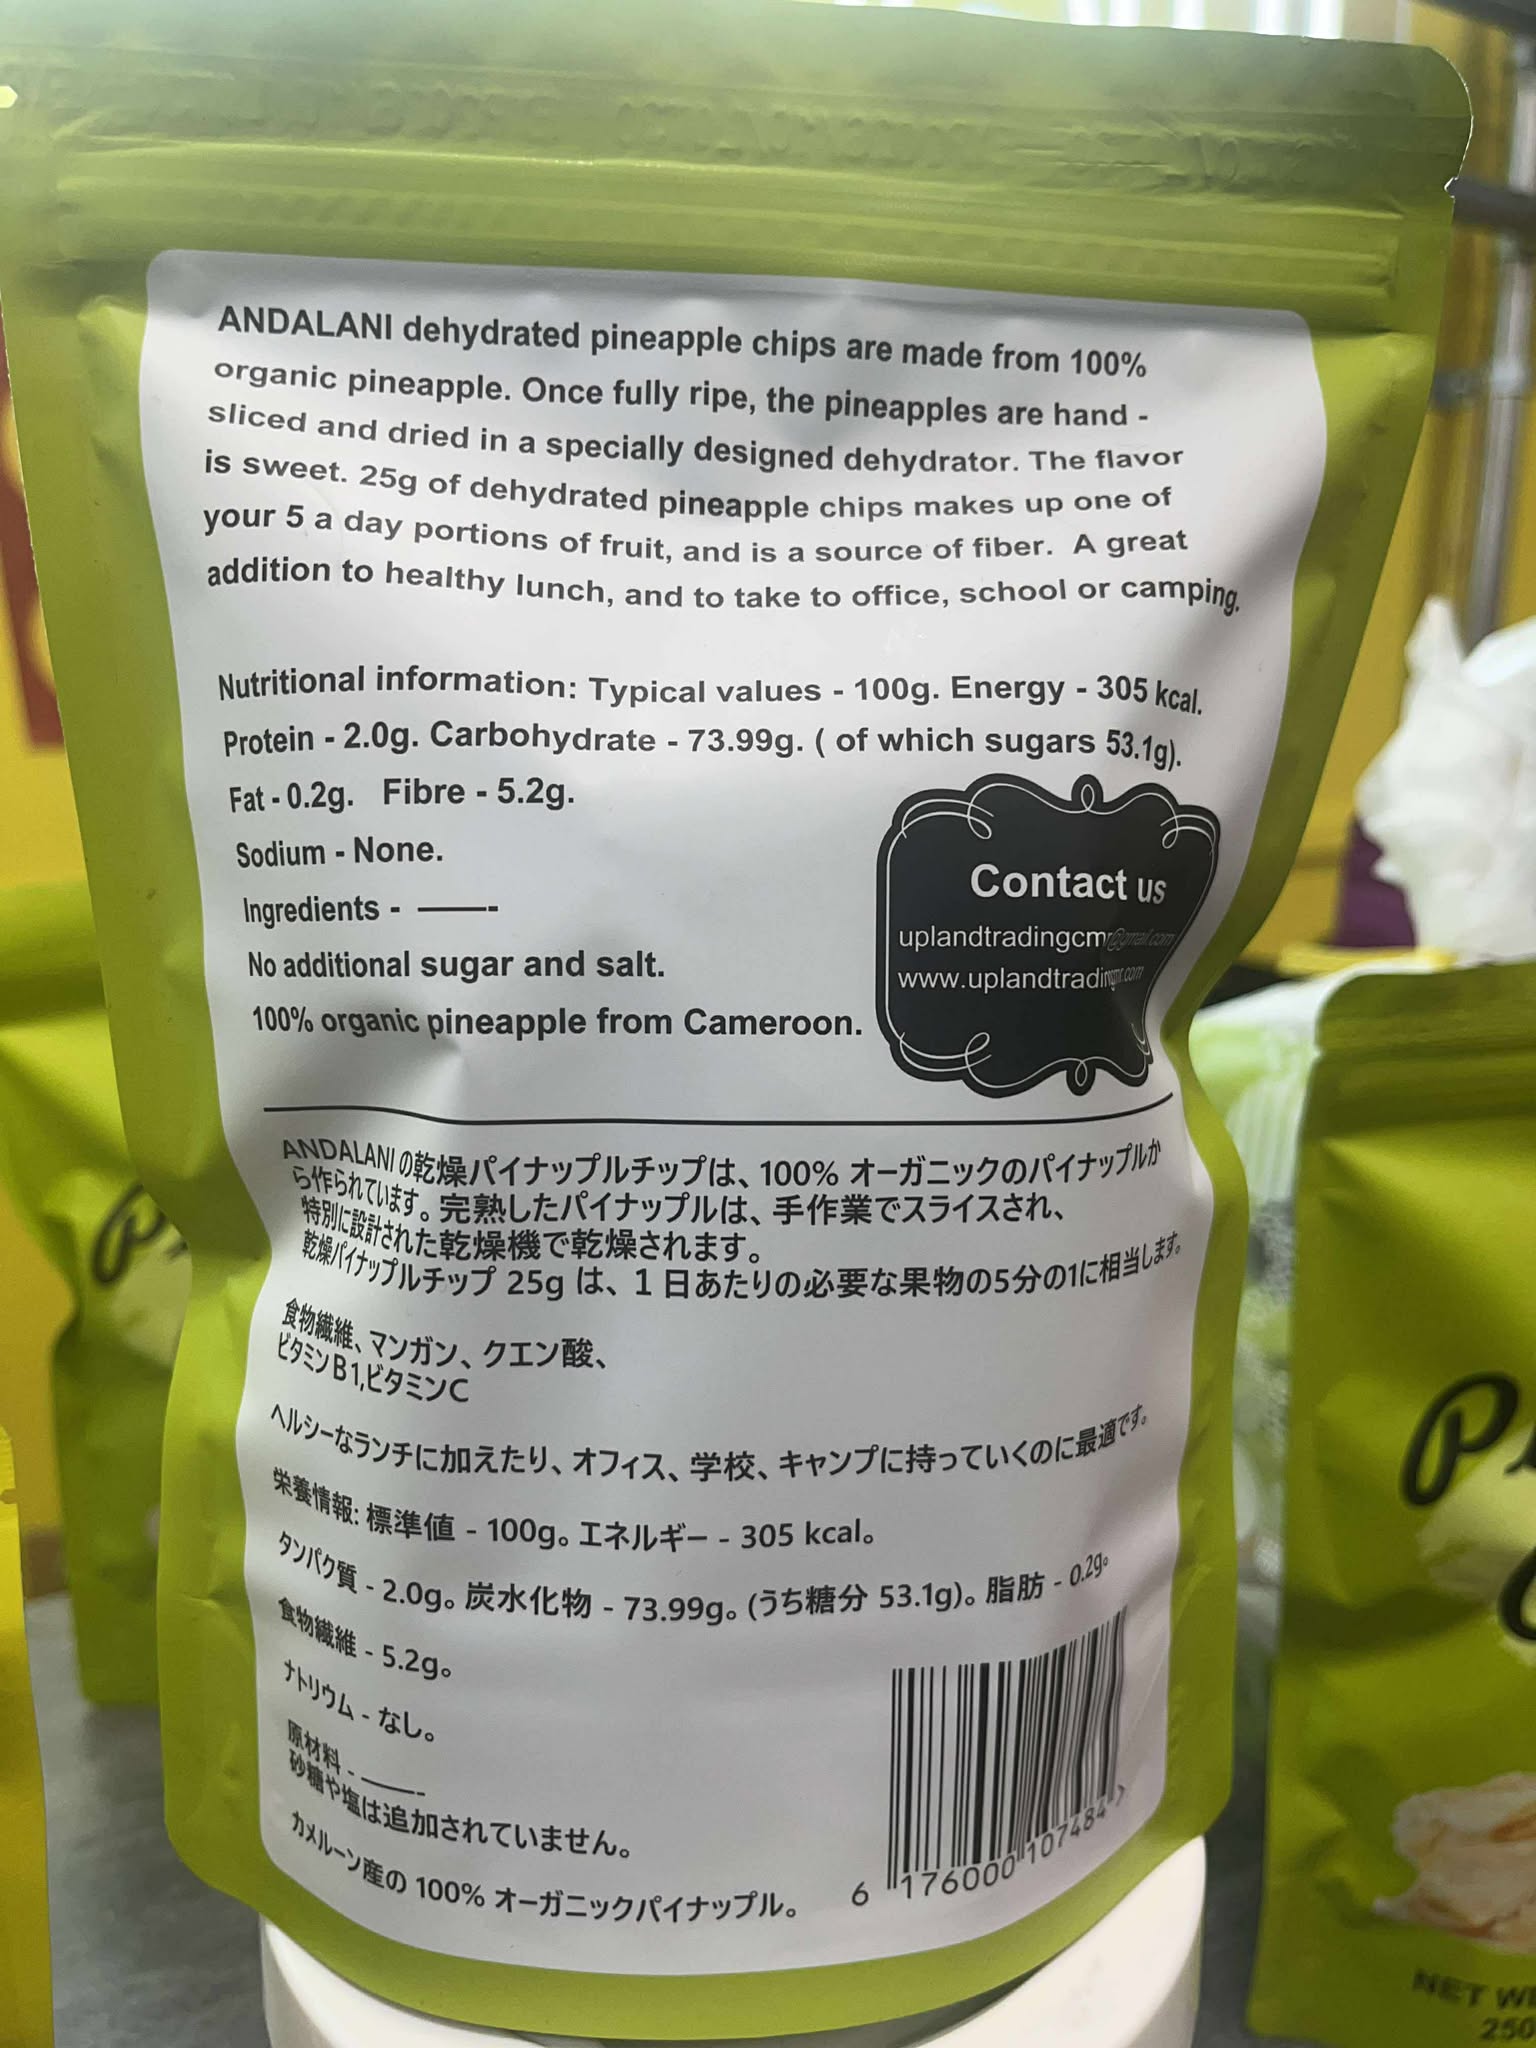 ANDALANI dehydrated pineapple chips are made from 100%
organic pineapple. Once fully ripe, the pineapples are hand -
sliced and dried in a specially designed dehydrator. The flavor
is sweet. 25g of dehydrated pineapple chips makes up one of
your 5 a day portions of fruit, and is a source of fiber. A great
addition to healthy lunch, and to take to office, school or camping.
Nutritional information: Typical values - 100g. Energy - 305 kcal.
Protein - 2.0g. Carbohydrate - 73.99g. ( of which sugars 53.1g).
Fat - 0.2g. Fibre - 5.2g.
Sodium - None.
Ingredients - ——-
No additional sugar and salt.
100% organic pineapple from Cameroon.
Contact us
uplandtradingcmr@gmail.com
ANDALANIの乾燥パイナップルチップは、100% オーガニックのパイナップルか
ら作られています。完熟したパイナップルは、手作業でスライスされ、
特別に設計された乾燥機で乾燥されます。
乾燥パイナップルチップ 25g は、1 日あたりの必要な果物の5分の1に相当します。
食物繊維、マンガン、クエン酸、
ビタミンB1,ビタミンC
ヘルシーなランチに加えたり、オフィス、学校、キャンプに持っていくのに最適です。
栄養情報: 標準値 - 100g。エネルギー - 305 kcal。
タンパク質 - 2.0g。炭水化物 - 73.99g。(うち糖分 53.1g)。脂肪 - 0.2g。
食物繊維 - 5.2g。
ナトリウム - なし。
原材料 - ——-
砂糖や塩は追加されていません。
カメルーン産の 100% オーガニックパイナップル。
6 176000 107484 >
NET
250